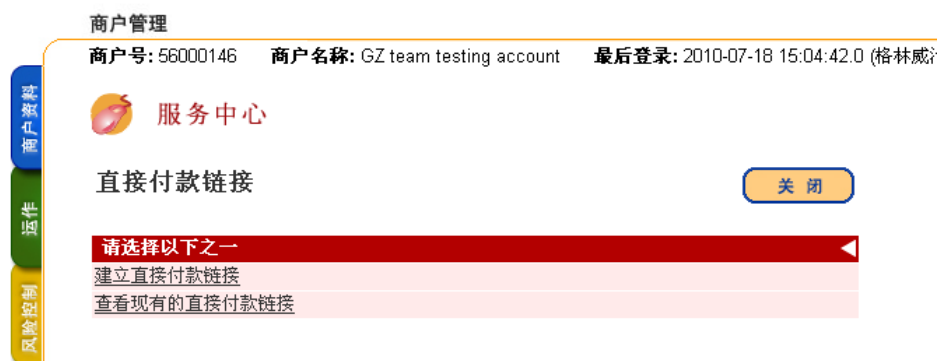 商户管理
商户号: 56000146 商户名称: GZ team testing account 最后登录: 2010-07-18 15:04:42.0 (格林威
商户资料
服务中心
直接付款链接
关 闭
运作
请选择以下之一
建立直接付款链接
查看现有的直接付款链接
风险控制